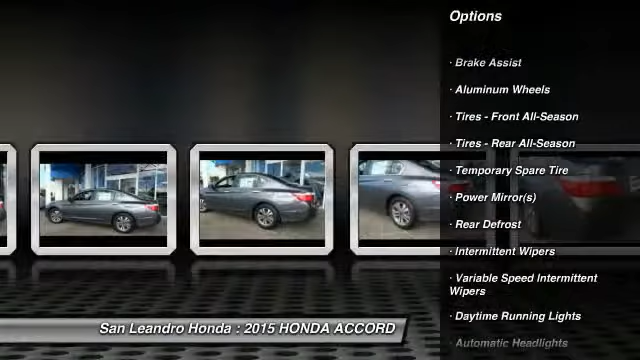 Options
· Brake Assist
· Aluminum Wheels
· Tires - Front All-Season
· Tires - Rear All-Season
· Temporary Spare Tire
· Power Mirror(s)
· Rear Defrost
· Intermittent Wipers
· Variable Speed Intermittent
Wipers
· Daytime Running Lights
· Automatic Headlights
San Leandro Honda : 2015 HONDA ACCORD